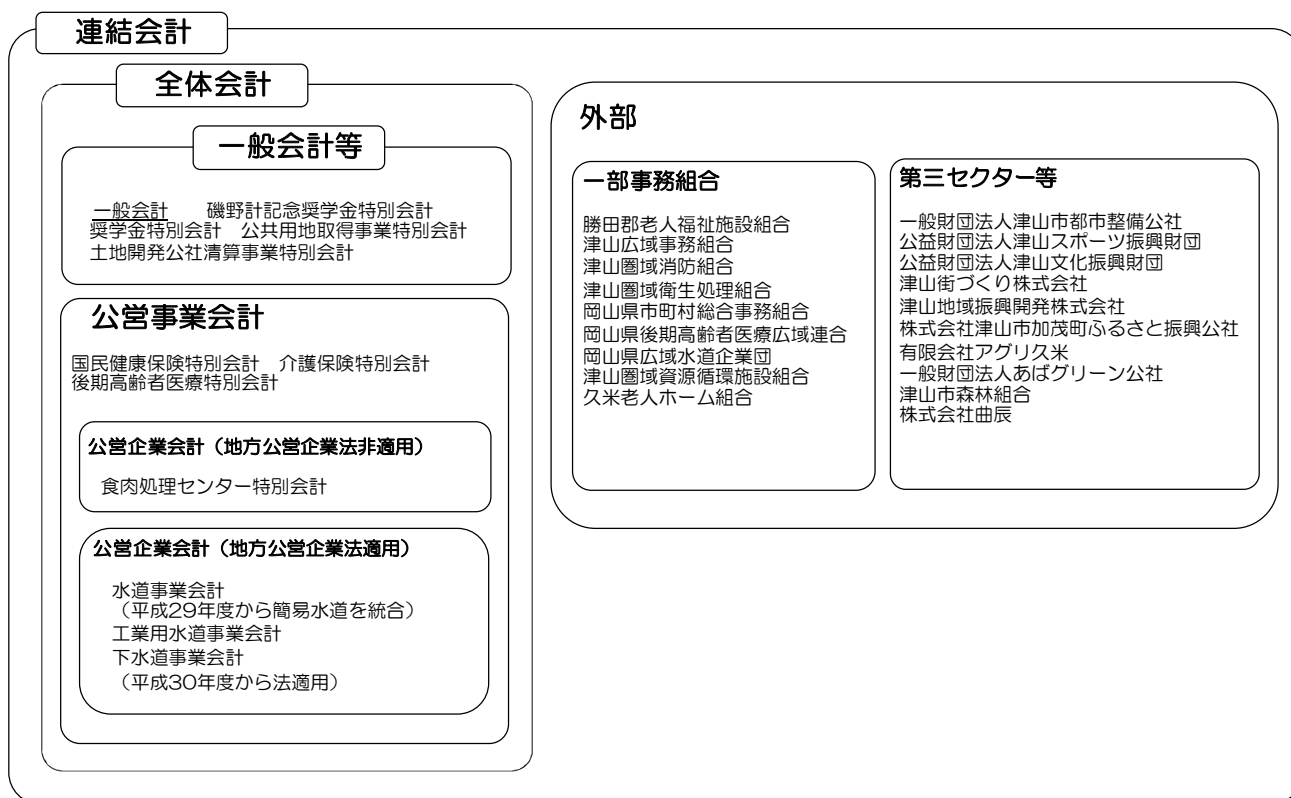 連結会計
全体会計
一般会計等
一般会計　磯野計記念奨学金特別会計
奨学金特別会計　公共用地取得事業特別会計
土地開発公社清算事業特別会計
公営事業会計
国民健康保険特別会計　介護保険特別会計
後期高齢者医療特別会計
公営企業会計（地方公営企業法非適用）
食肉処理センター特別会計
公営企業会計（地方公営企業法適用）
水道事業会計
（平成29年度から簡易水道を統合）
工業用水道事業会計
下水道事業会計
（平成30年度から法適用）
外部
一部事務組合
勝田郡老人福祉施設組合
津山広域事務組合
津山圏域消防組合
津山圏域衛生処理組合
岡山県市町村総合事務組合
岡山県後期高齢者医療広域連合
岡山県広域水道企業団
津山圏域資源循環施設組合
久米老人ホーム組合
第三セクター等
一般財団法人津山市都市整備公社
公益財団法人津山スポーツ振興財団
公益財団法人津山文化振興財団
津山街づくり株式会社
津山地域振興開発株式会社
株式会社津山市加茂町ふるさと振興公社
有限会社アグリ久米
一般財団法人あばグリーン公社
津山市森林組合
株式会社曲辰